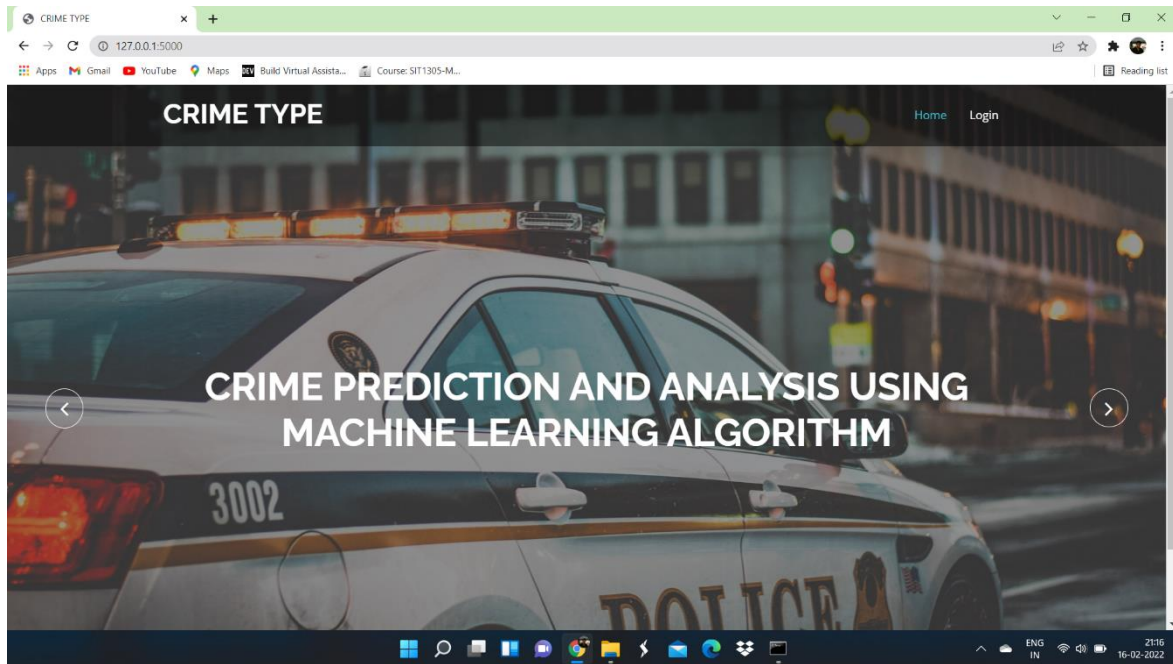 CRIME TYPE
127.0.0.1:5000
Apps Gmail YouTube Maps DEV Build Virtual Assista... Course: SIT1305-M... Reading list
CRIME TYPE Home Login
CRIME PREDICTION AND ANALYSIS USING
MACHINE LEARNING ALGORITHM
3002
POLICE
ENG 21:16
IN 16-02-2022